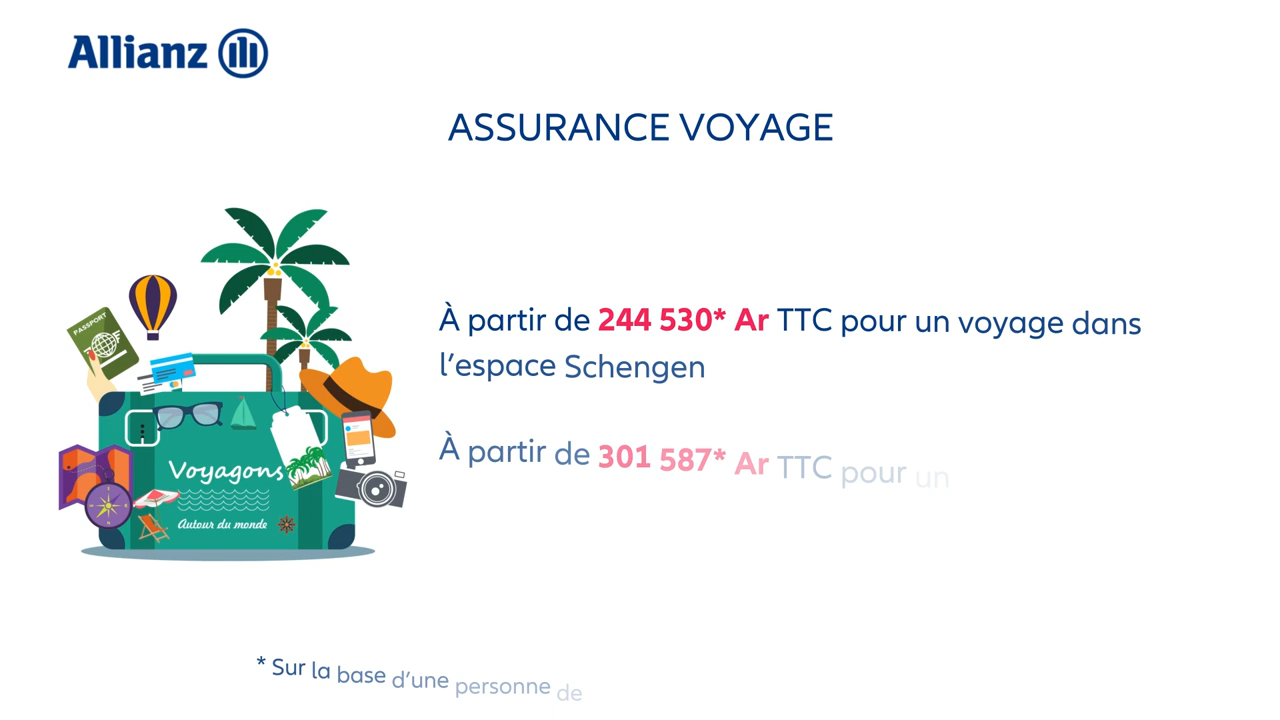 Allianz
ASSURANCE VOYAGE
PASSPORT
À partir de 244 530* Ar TTC pour un voyage dans
l'espace Schengen
À partir de 301 587* Ar TTC pour un
Voyagons
Autour du monde
* Sur la base d'une personne de